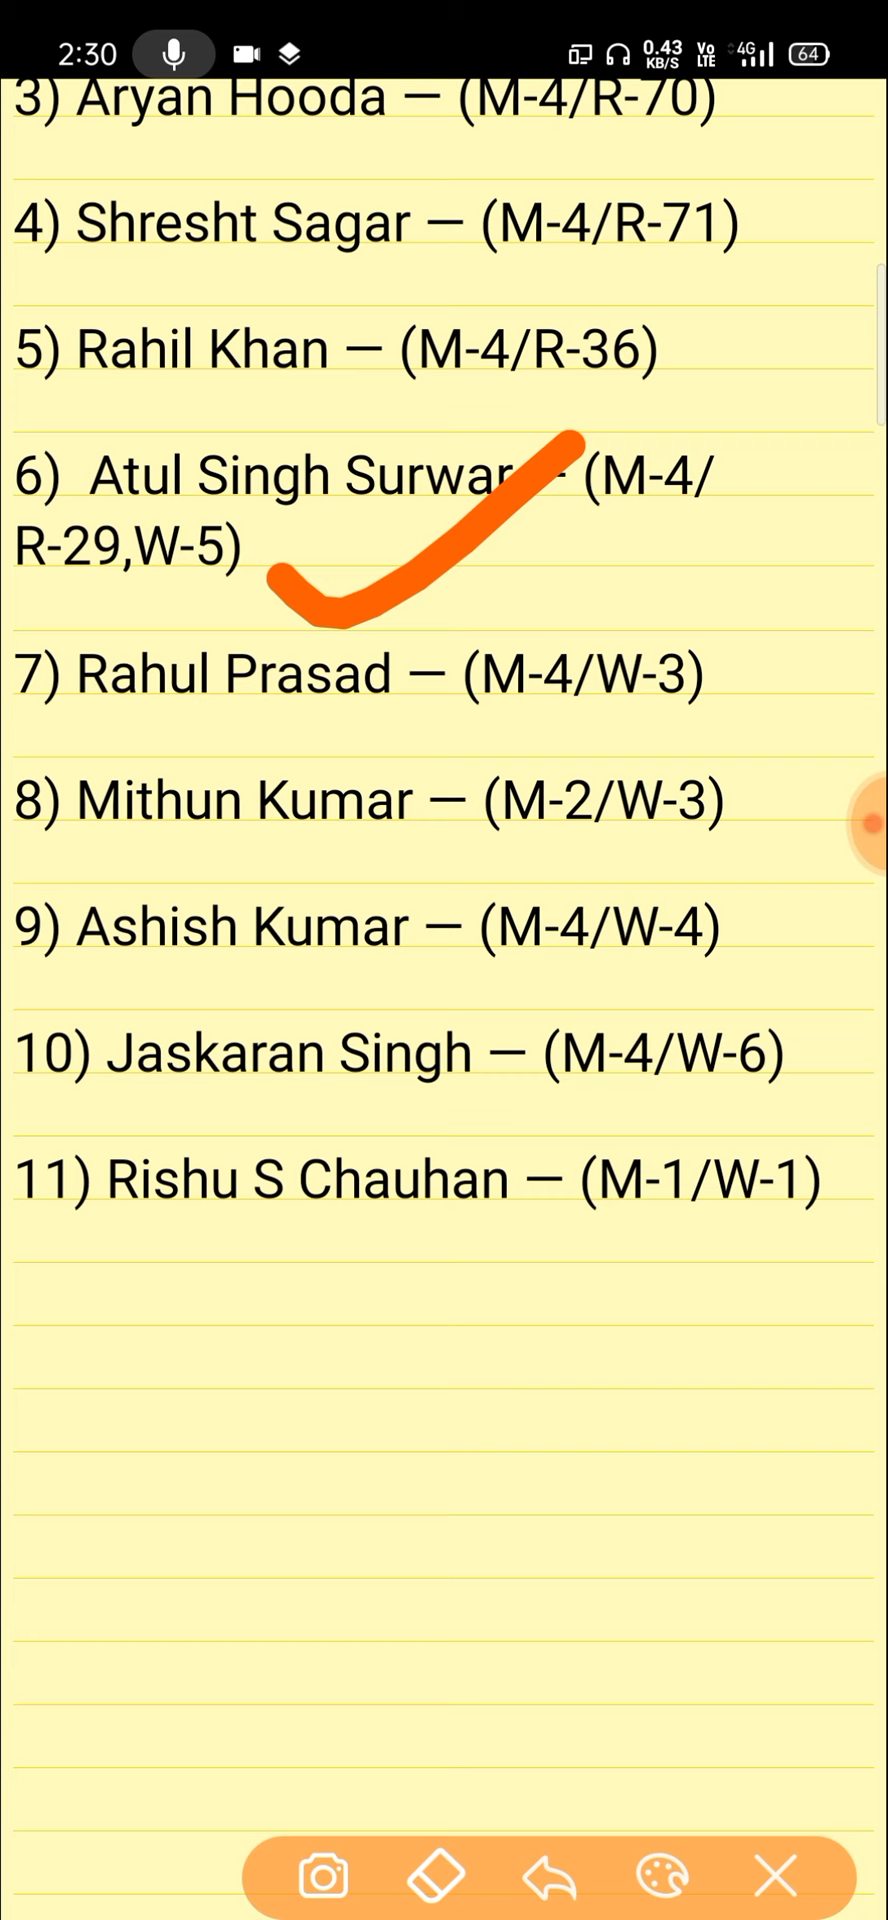 2:30 0.43 KB/S Vo LTE 4G 64
3) Aryan Hooda — (M-4/R-70)
4) Shresht Sagar — (M-4/R-71)
5) Rahil Khan — (M-4/R-36)
6)  Atul Singh Surwar - (M-4/
R-29,W-5)
7) Rahul Prasad — (M-4/W-3)
8) Mithun Kumar — (M-2/W-3)
9) Ashish Kumar — (M-4/W-4)
10) Jaskaran Singh — (M-4/W-6)
11) Rishu S Chauhan — (M-1/W-1)